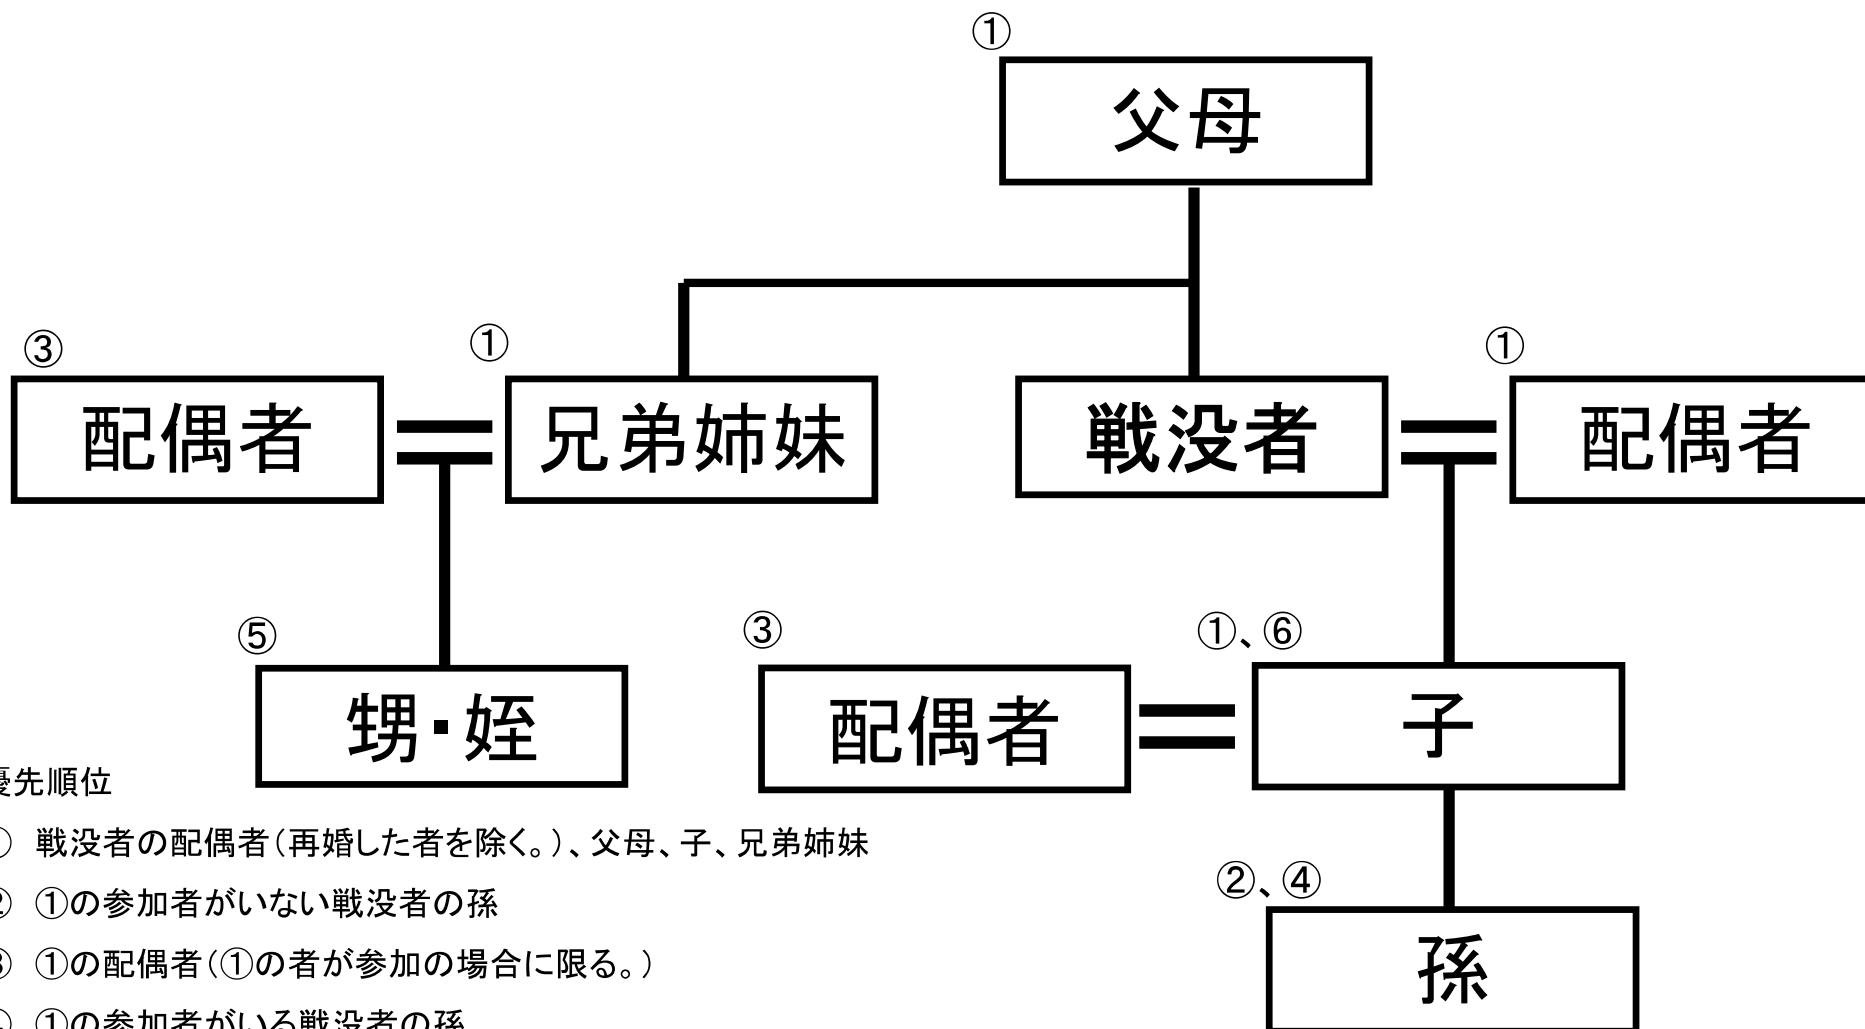 ①
父母
③
①
①
配偶者
兄弟姉妹
戦没者
配偶者
⑤
③
①、⑥
甥・姪
配偶者
子
優先順位
① 戦没者の配偶者（再婚した者を除く。）、父母、子、兄弟姉妹
②、④
② ①の参加者がいない戦没者の孫
孫
③ ①の配偶者（①の者が参加の場合に限る。）
④ ①の参加者がいる戦没者の孫